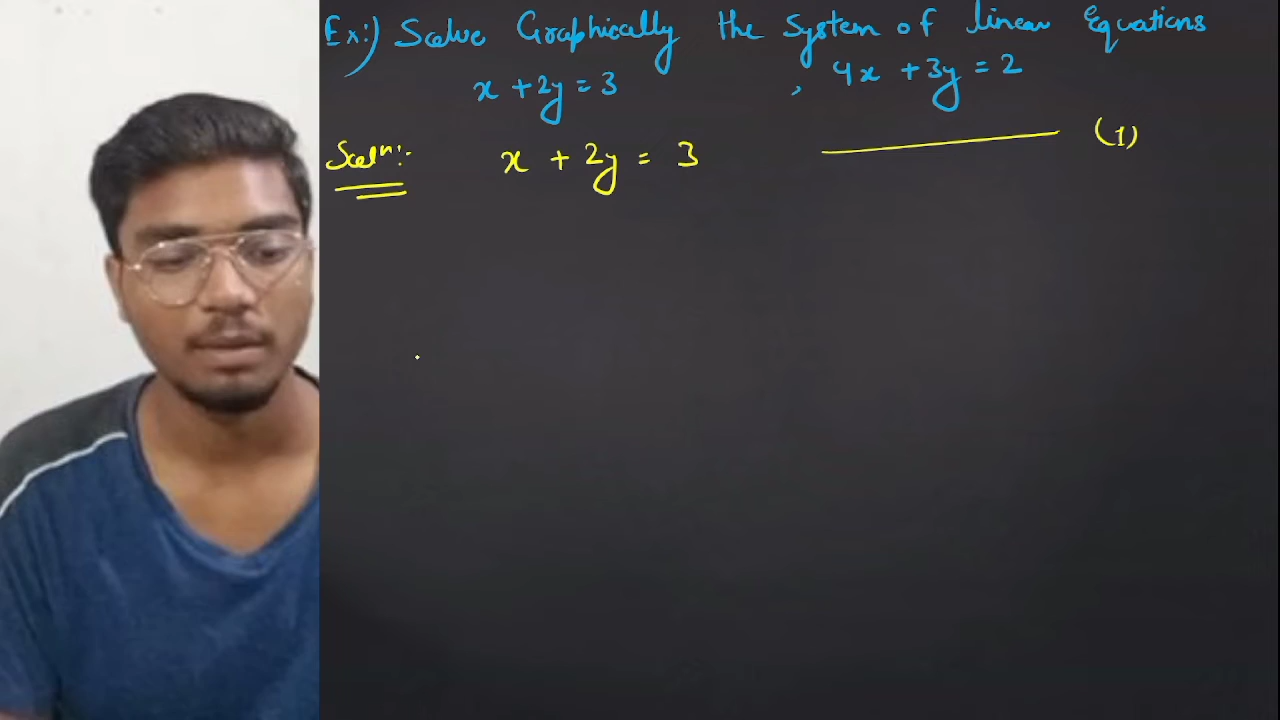 Ex:) Solve Graphically the System of linear Equations
x + 2y = 3 , 4x + 3y = 2
Soln:- x + 2y = 3 (1)